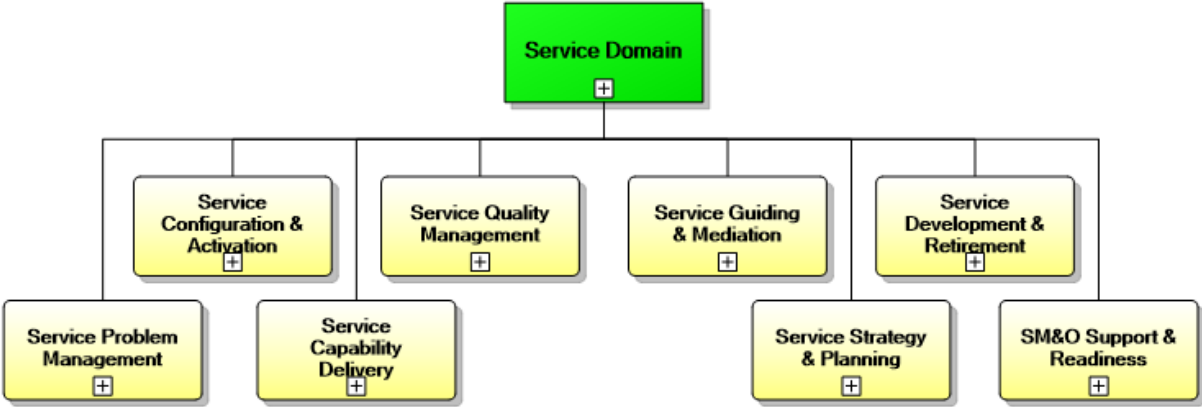 Service Domain
Service
Configuration &
Activation
Service Quality
Management
Service Guiding
& Mediation
Service
Development &
Retirement
Service Problem
Management
Service
Capability
Delivery
Service Strategy
& Planning
SM&O Support &
Readiness